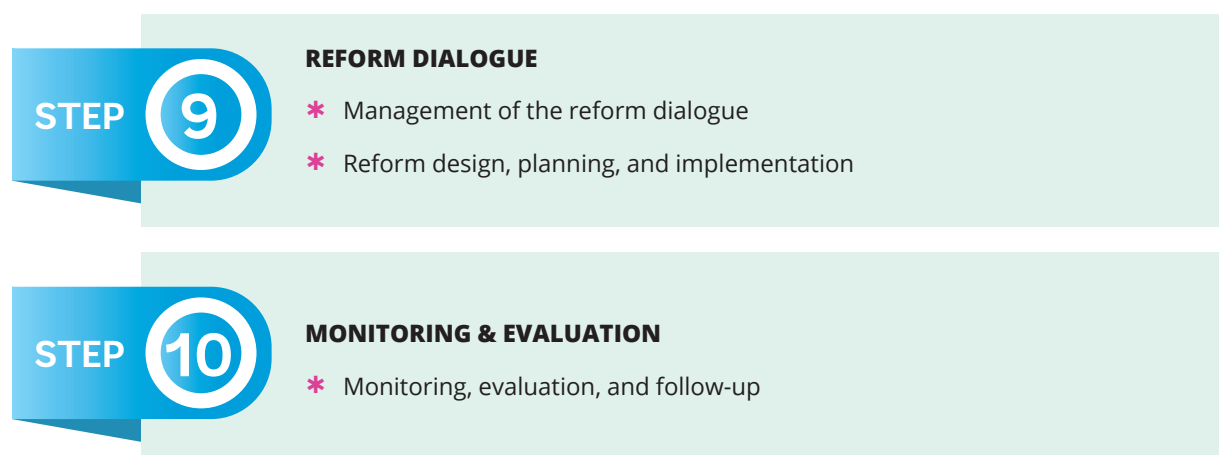 STEP 9
REFORM DIALOGUE
* Management of the reform dialogue
* Reform design, planning, and implementation
STEP 10
MONITORING & EVALUATION
* Monitoring, evaluation, and follow-up